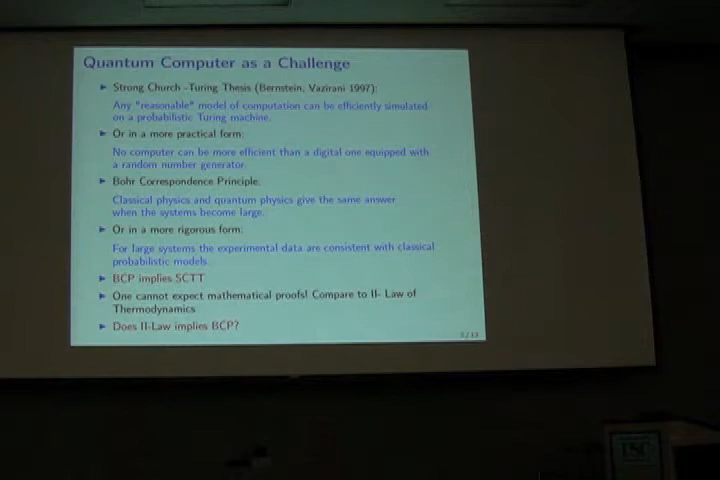 Quantum Computer as a Challenge
Strong Church -Turing Thesis (Bernstein, Vazirani 1997):
Any "reasonable" model of computation can be efficiently simulated
on a probabilistic Turing machine.
Or in a more practical form:
No computer can be more efficient than a digital one equipped with
a random number generator.
Bohr Correspondence Principle:
Classical physics and quantum physics give the same answer
when the systems become large.
Or in a more rigorous form:
For large systems the experimental data are consistent with classical
probabilistic models.
BCP implies SCTT
One cannot expect mathematical proofs! Compare to II- Law of
Thermodynamics
Does II-Law implies BCP?
USC